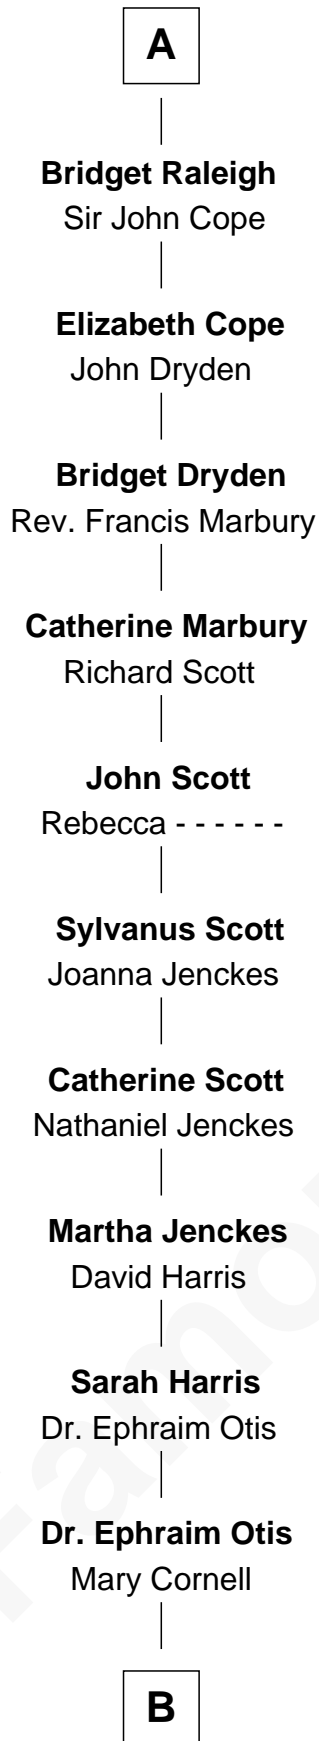 A
Bridget Raleigh
Sir John Cope
Elizabeth Cope
John Dryden
Bridget Dryden
Rev. Francis Marbury
Catherine Marbury
Richard Scott
John Scott
Rebecca - - - - - -
Sylvanus Scott
Joanna Jenckes
Catherine Scott
Nathaniel Jenckes
Martha Jenckes
David Harris
Sarah Harris
Dr. Ephraim Otis
Dr. Ephraim Otis
Mary Cornell
B